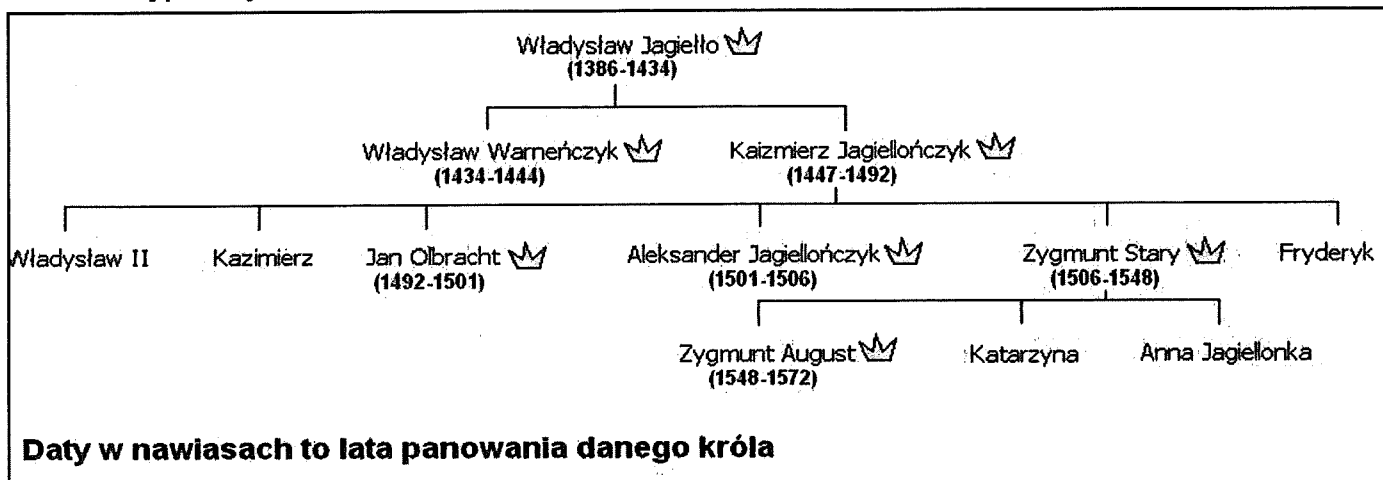 Władysław Jagiełło
(1386-1434)
Władysław Warneńczyk
(1434-1444)
Kaizmierz Jagiellończyk
(1447-1492)
Władysław II
Kazimierz
Jan Olbracht
(1492-1501)
Aleksander Jagiellończyk
(1501-1506)
Zygmunt Stary
(1506-1548)
Fryderyk
Zygmunt August
(1548-1572)
Katarzyna
Anna Jagiellonka
Daty w nawiasach to lata panowania danego króla